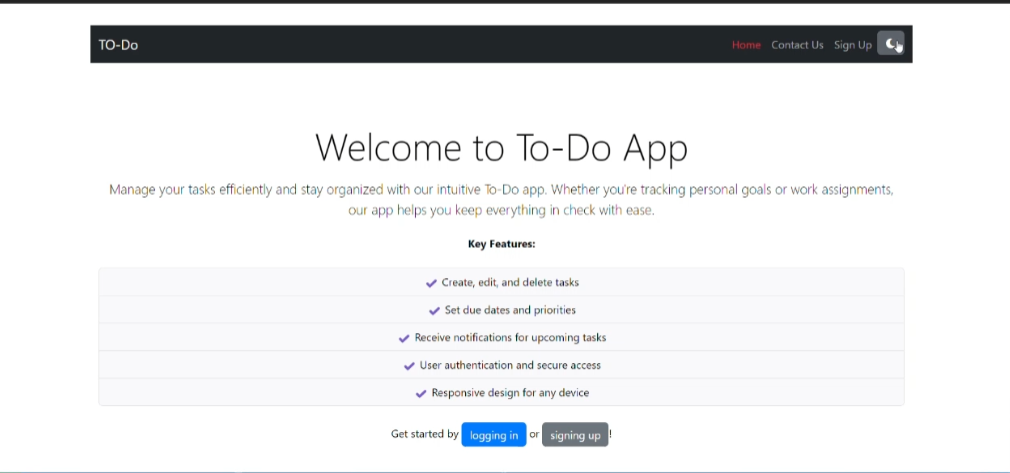 TO-Do Home Contact Us Sign Up
Welcome to To-Do App
Manage your tasks efficiently and stay organized with our intuitive To-Do app. Whether you're tracking personal goals or work assignments,
our app helps you keep everything in check with ease.
Key Features:
Create, edit, and delete tasks
Set due dates and priorities
Receive notifications for upcoming tasks
User authentication and secure access
Responsive design for any device
Get started by logging in or signing up!